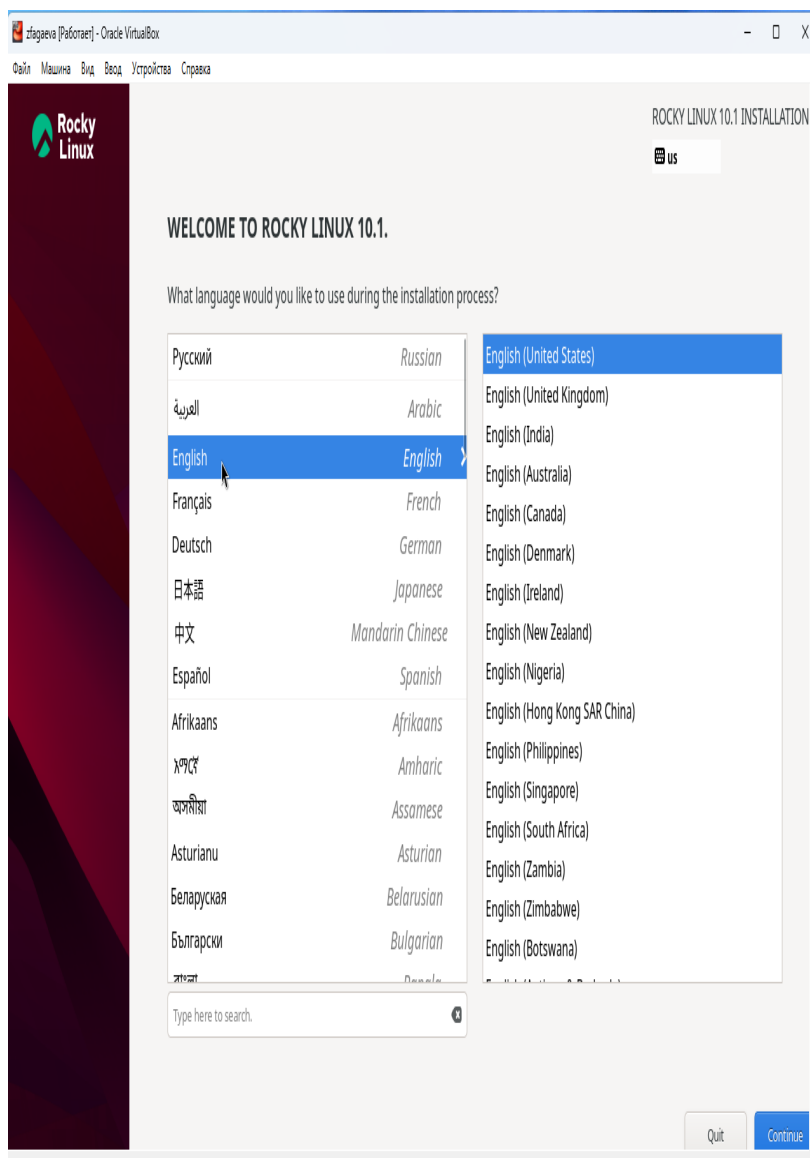 zfagaeva [Работает] - Oracle VirtualBox
Файл Машина Вид Ввод Устройства Справка
Rocky Linux
ROCKY LINUX 10.1 INSTALLATION
us
WELCOME TO ROCKY LINUX 10.1.
What language would you like to use during the installation process?
Русский Russian
العربية Arabic
English English
Français French
Deutsch German
日本語 Japanese
中文 Mandarin Chinese
Español Spanish
Afrikaans Afrikaans
አማርኛ Amharic
অসমীয়া Assamese
Asturianu Asturian
Беларуская Belarusian
Български Bulgarian
English (United States)
English (United Kingdom)
English (India)
English (Australia)
English (Canada)
English (Denmark)
English (Ireland)
English (New Zealand)
English (Nigeria)
English (Hong Kong SAR China)
English (Philippines)
English (Singapore)
English (South Africa)
English (Zambia)
English (Zimbabwe)
English (Botswana)
Type here to search.
Quit Continue